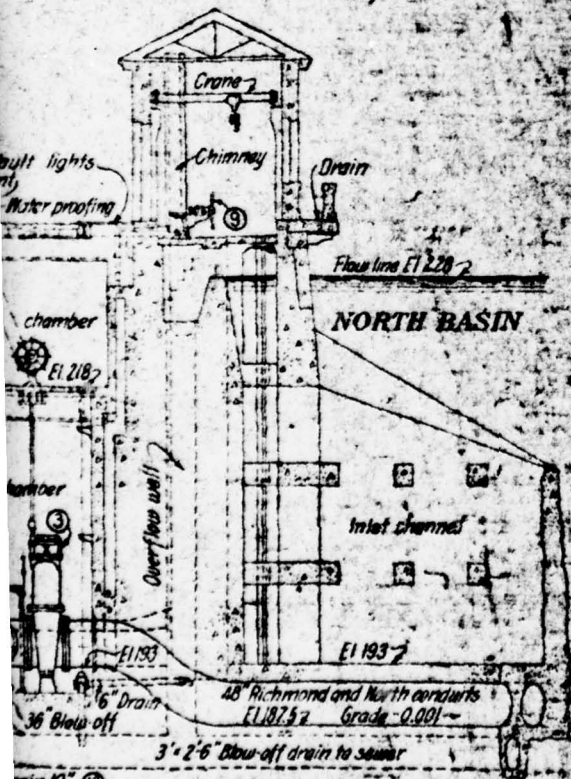 Crane
Chimney
Drain
ault lights
nt,
Water proofing
9
Flow line El 228
NORTH BASIN
chamber
El 218
hamber
3
Overflow well
Inlet channel
El 193
El 193
6" Drain
36" Blow-off
48" Richmond and North conduits
El 187.5 Grade -0.001
3' × 2'-6" Blow-off drain to sewer